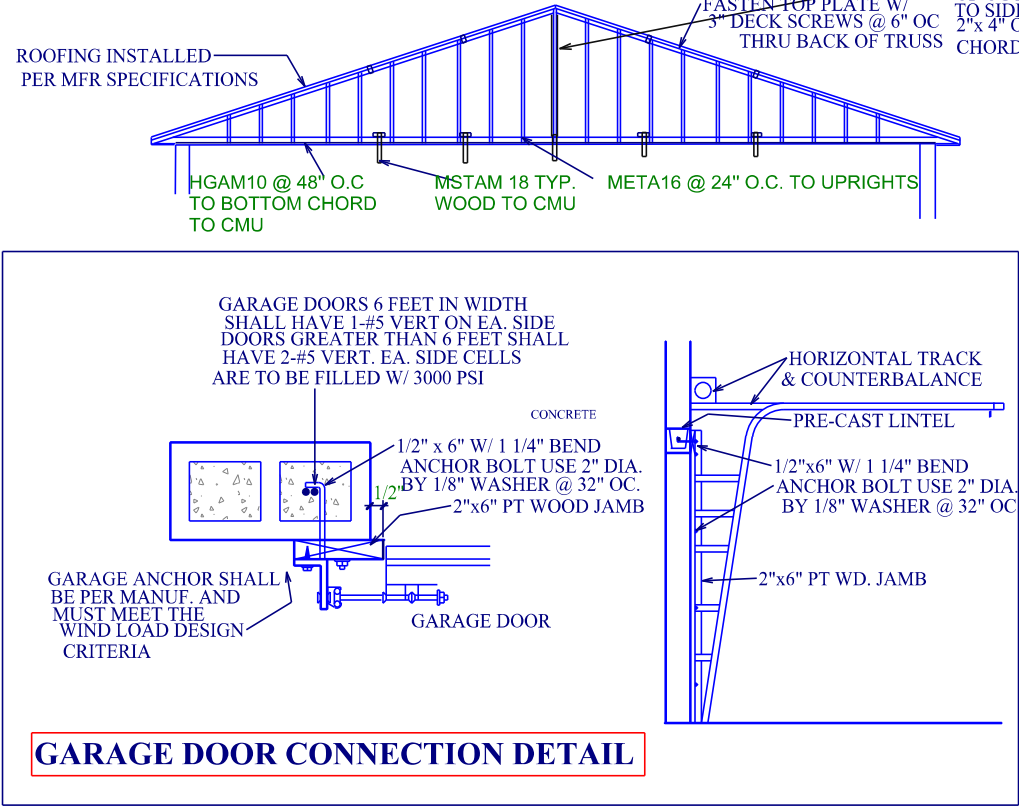 FASTEN TOP PLATE W/
3" DECK SCREWS @ 6" OC
THRU BACK OF TRUSS
TO SIDE
2"x 4"
CHORD
ROOFING INSTALLED
PER MFR SPECIFICATIONS
HGAM10 @ 48" O.C
TO BOTTOM CHORD
TO CMU
MSTAM 18 TYP.
WOOD TO CMU
META16 @ 24" O.C. TO UPRIGHTS
GARAGE DOORS 6 FEET IN WIDTH
SHALL HAVE 1-#5 VERT ON EA. SIDE
DOORS GREATER THAN 6 FEET SHALL
HAVE 2-#5 VERT. EA. SIDE CELLS
ARE TO BE FILLED W/ 3000 PSI
CONCRETE
1/2" x 6" W/ 1 1/4" BEND
ANCHOR BOLT USE 2" DIA.
BY 1/8" WASHER @ 32" OC.
1/2"
2"x6" PT WOOD JAMB
GARAGE ANCHOR SHALL
BE PER MANUF. AND
MUST MEET THE
WIND LOAD DESIGN
CRITERIA
GARAGE DOOR
HORIZONTAL TRACK
& COUNTERBALANCE
PRE-CAST LINTEL
1/2"x6" W/ 1 1/4" BEND
ANCHOR BOLT USE 2" DIA.
BY 1/8" WASHER @ 32" OC
2"x6" PT WD. JAMB
GARAGE DOOR CONNECTION DETAIL